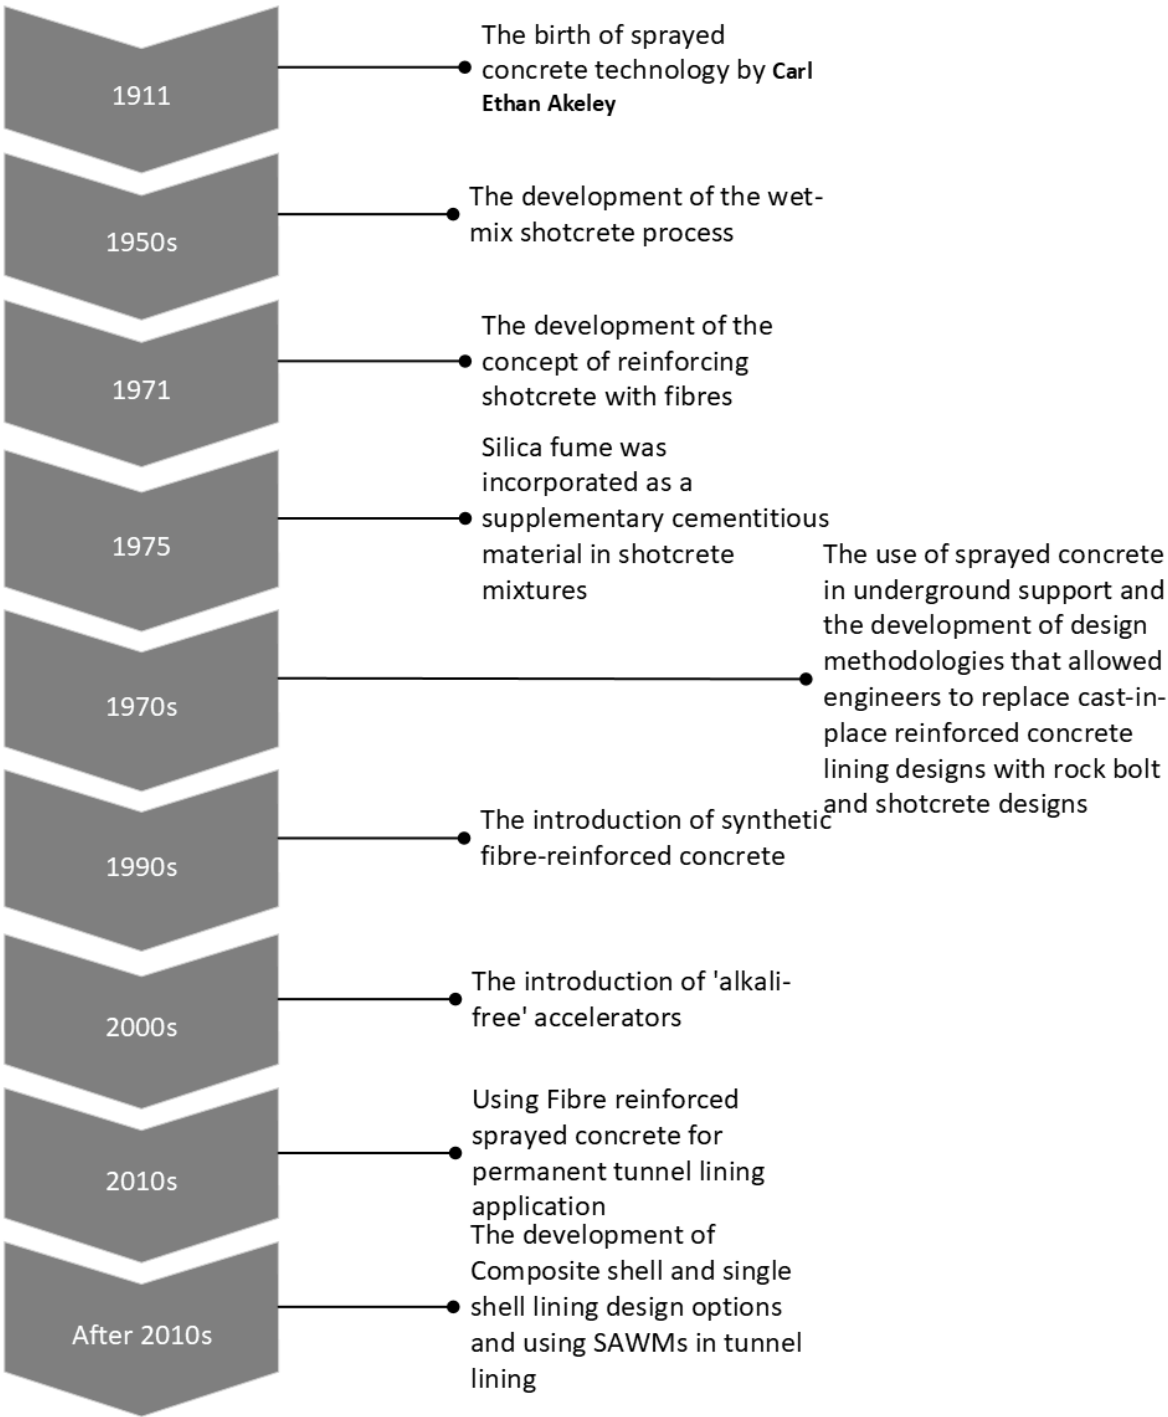 1911
The birth of sprayed
concrete technology by Carl
Ethan Akeley
1950s
The development of the wet-
mix shotcrete process
1971
The development of the
concept of reinforcing
shotcrete with fibres
1975
Silica fume was
incorporated as a
supplementary cementitious
material in shotcrete
mixtures
1970s
The use of sprayed concrete
in underground support and
the development of design
methodologies that allowed
engineers to replace cast-in-
place reinforced concrete
lining designs with rock bolt
and shotcrete designs
1990s
The introduction of synthetic
fibre-reinforced concrete
2000s
The introduction of 'alkali-
free' accelerators
2010s
Using Fibre reinforced
sprayed concrete for
permanent tunnel lining
application
After 2010s
The development of
Composite shell and single
shell lining design options
and using SAWMs in tunnel
lining